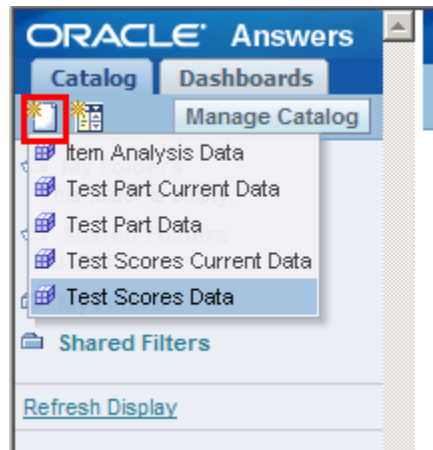 ORACLE' Answers
Catalog Dashboards
Manage Catalog
Item Analysis Data
Test Part Current Data
Test Part Data
Test Scores Current Data
Test Scores Data
Shared Filters
Refresh Display